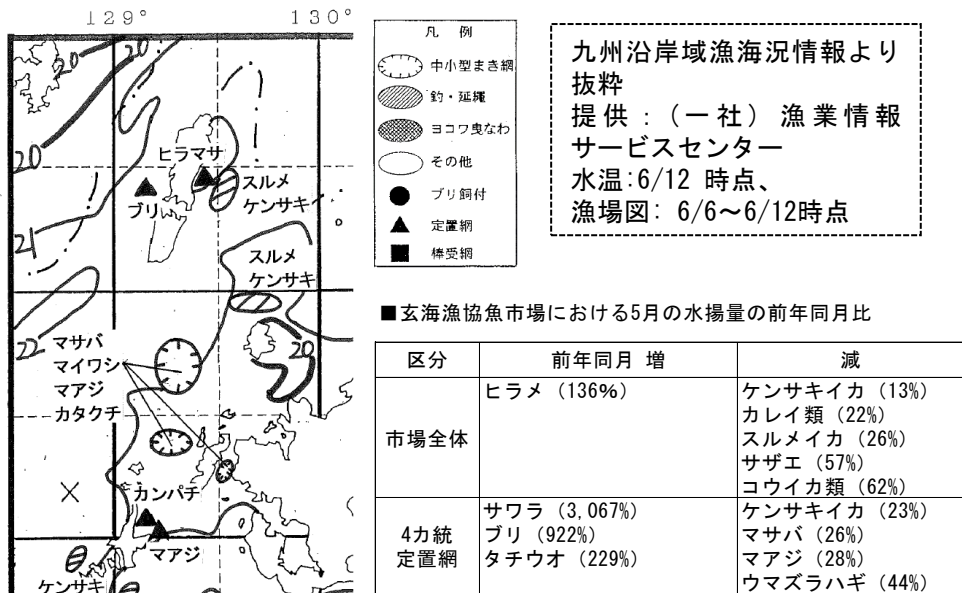 129° 130°
20
20
20
21
22
20
ヒラマサ
ブリ
スルメ
ケンサキ
スルメ
ケンサキ
マサバ
マイワシ
マアジ
カタクチ
カンパチ
マアジ
ケンサキ
凡 例
中小型まき網
釣・延縄
ヨコワ曳なわ
その他
ブリ飼付
定置網
棒受網
九州沿岸域漁海況情報より
抜粋
提供：(一社) 漁業情報
サービスセンター
水温:6/12 時点、
漁場図: 6/6～6/12時点
■玄海漁協魚市場における5月の水揚量の前年同月比
区分 前年同月 増 減
市場全体
ヒラメ (136%)
ケンサキイカ (13%)
カレイ類 (22%)
スルメイカ (26%)
サザエ (57%)
コウイカ類 (62%)
4カ統
定置網
サワラ (3,067%)
ブリ (922%)
タチウオ (229%)
ケンサキイカ (23%)
マサバ (26%)
マアジ (28%)
ウマズラハギ (44%)